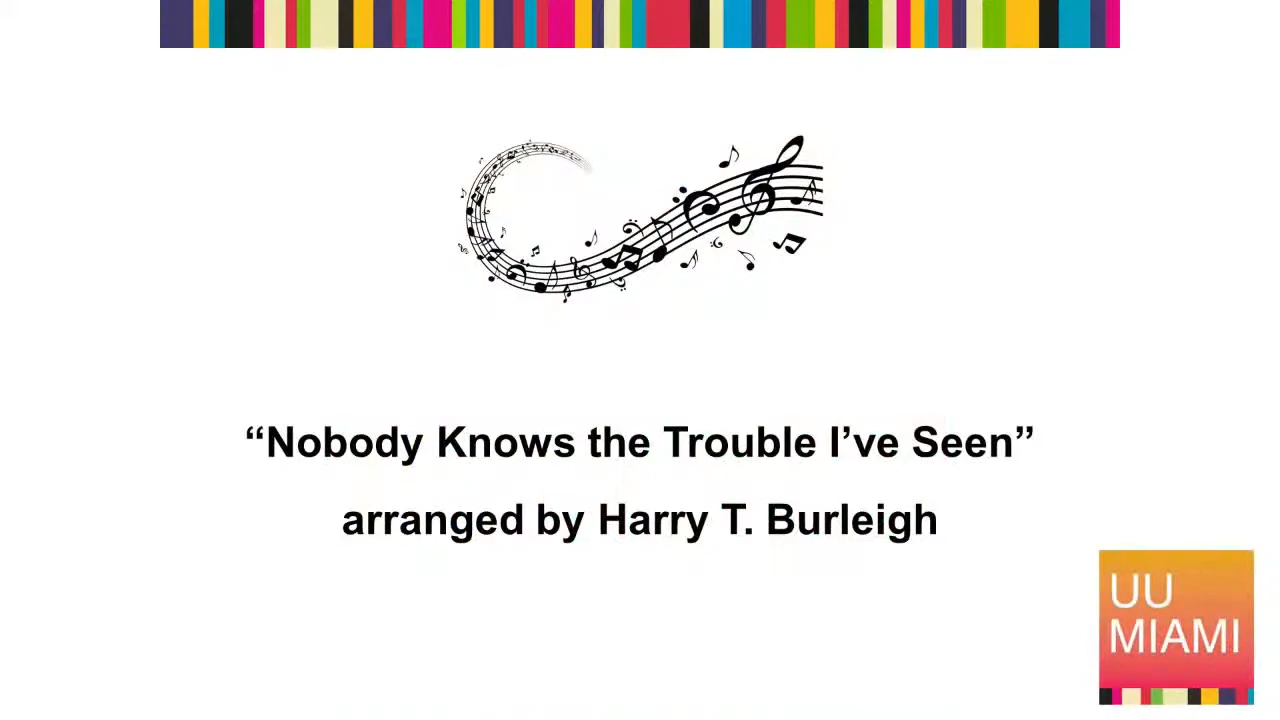 “Nobody Knows the Trouble I’ve Seen”
arranged by Harry T. Burleigh
UU
MIAMI